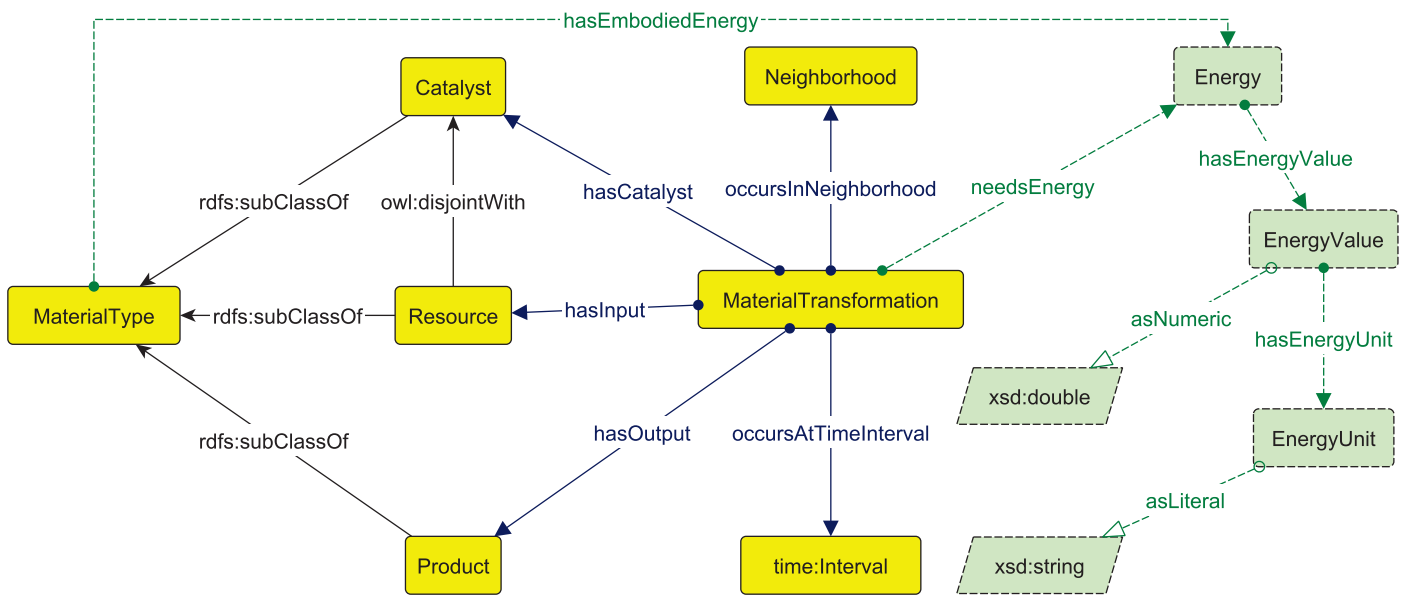 hasEmbodiedEnergy
Catalyst
Neighborhood
Energy
hasEnergyValue
rdfs:subClassOf
owl:disjointWith
hasCatalyst
occursInNeighborhood
needsEnergy
EnergyValue
MaterialType
rdfs:subClassOf
Resource
hasInput
MaterialTransformation
asNumeric
hasEnergyUnit
xsd:double
rdfs:subClassOf
hasOutput
occursAtTimeInterval
EnergyUnit
asLiteral
Product
time:Interval
xsd:string